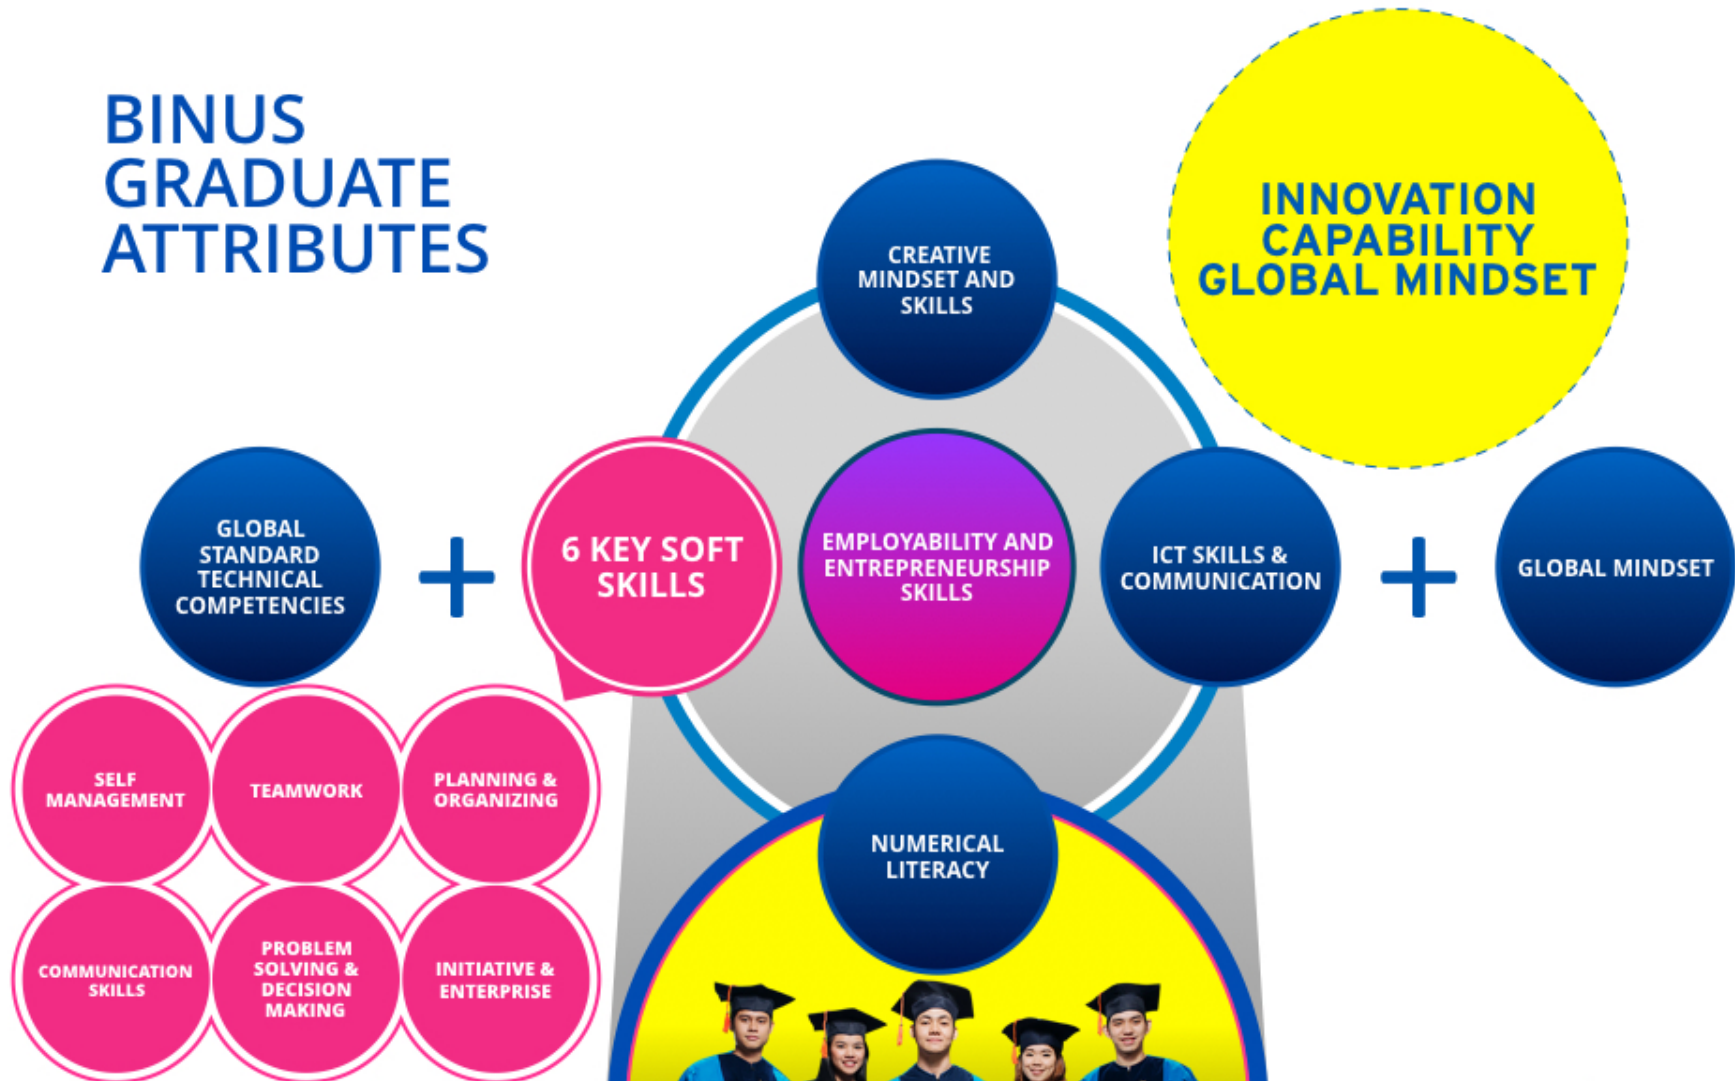 BINUS
GRADUATE
ATTRIBUTES
INNOVATION
CAPABILITY
GLOBAL MINDSET
CREATIVE
MINDSET AND
SKILLS
GLOBAL
STANDARD
TECHNICAL
COMPETENCIES
+
6 KEY SOFT
SKILLS
EMPLOYABILITY AND
ENTREPRENEURSHIP
SKILLS
ICT SKILLS &
COMMUNICATION
+
GLOBAL MINDSET
NUMERICAL
LITERACY
SELF
MANAGEMENT
TEAMWORK
PLANNING &
ORGANIZING
COMMUNICATION
SKILLS
PROBLEM
SOLVING &
DECISION
MAKING
INITIATIVE &
ENTERPRISE